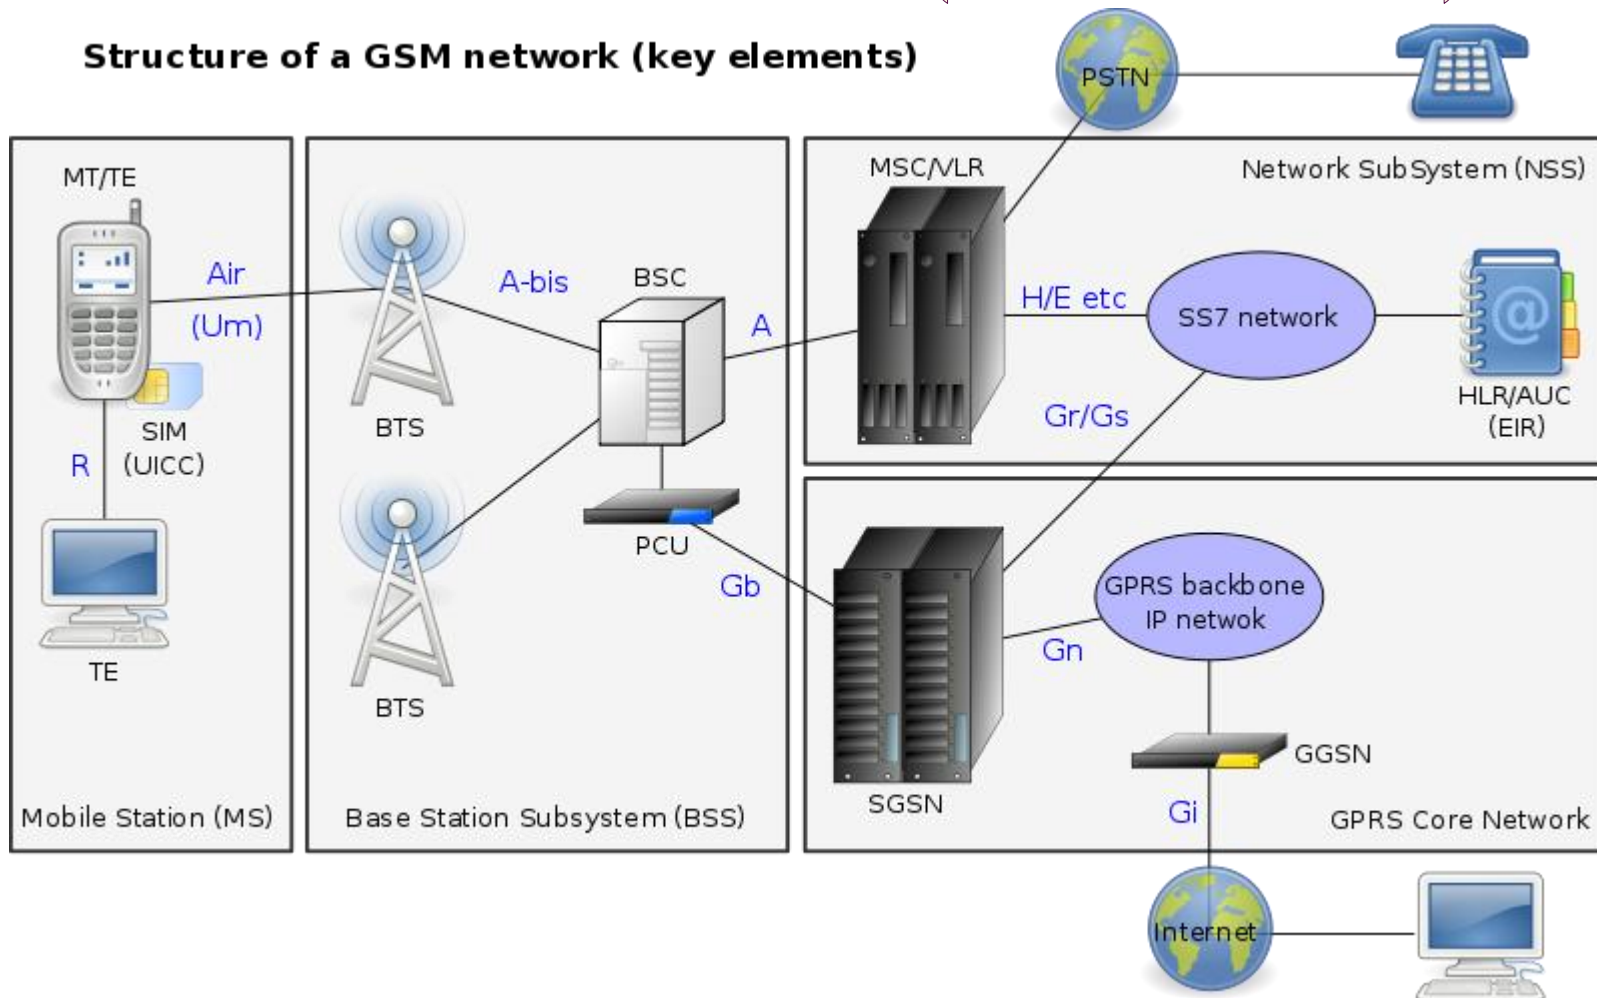 Structure of a GSM network (key elements)
PSTN
MT/TE
Air
(Um)
SIM
(UICC)
R
TE
Mobile Station (MS)
BTS
A-bis
BSC
A
BTS
PCU
Gb
Base Station Subsystem (BSS)
MSC/VLR
Network SubSystem (NSS)
H/E etc
SS7 network
HLR/AUC
(EIR)
Gr/Gs
SGSN
Gn
GPRS backbone
IP netwok
GGSN
Gi
GPRS Core Network
Internet